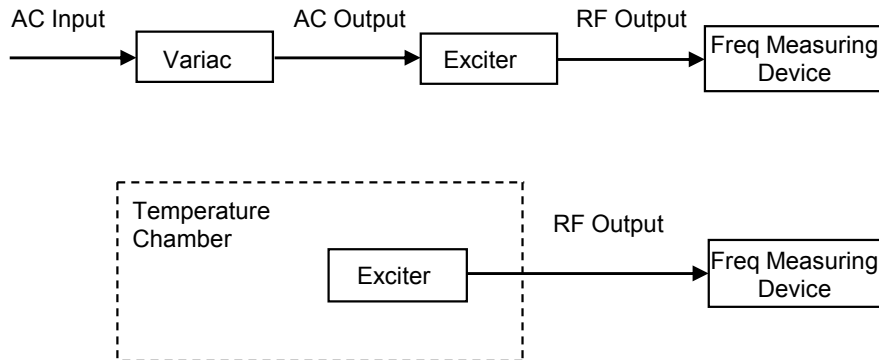 AC Input
AC Output
RF Output
Variac
Exciter
Freq Measuring
Device
Temperature
Chamber
RF Output
Exciter
Freq Measuring
Device